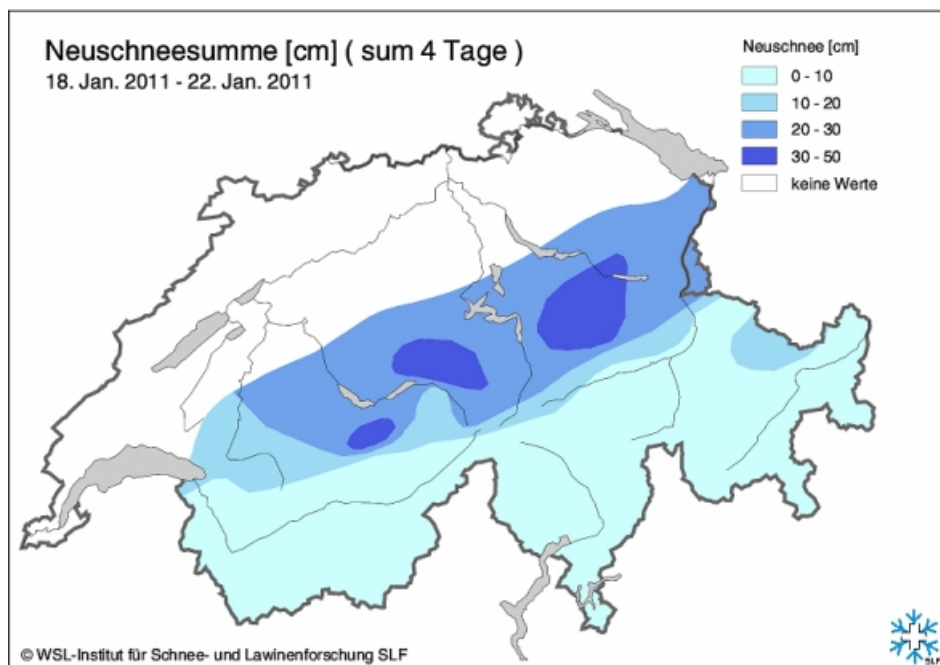 Neuschneesumme [cm] ( sum 4 Tage )
18. Jan. 2011 - 22. Jan. 2011
Neuschnee [cm]
0 - 10
10 - 20
20 - 30
30 - 50
keine Werte
© WSL-Institut für Schnee- und Lawinenforschung SLF
SLF